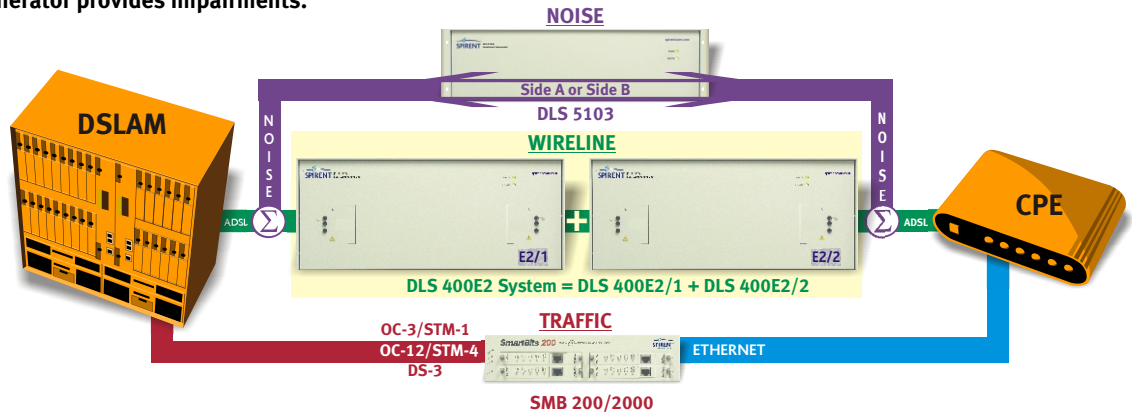 nerator provides impairments.
NOISE
SPIRENT
Side A or Side B
DLS 5103
DSLAM
NOISE
NOISE
WIRELINE
SPIRENT
SPIRENT
ADSL
Σ
+
Σ
ADSL
CPE
E2/1
E2/2
DLS 400E2 System = DLS 400E2/1 + DLS 400E2/2
TRAFFIC
OC-3/STM-1
OC-12/STM-4
DS-3
SmartBits 200
SPIRENT
ETHERNET
SMB 200/2000